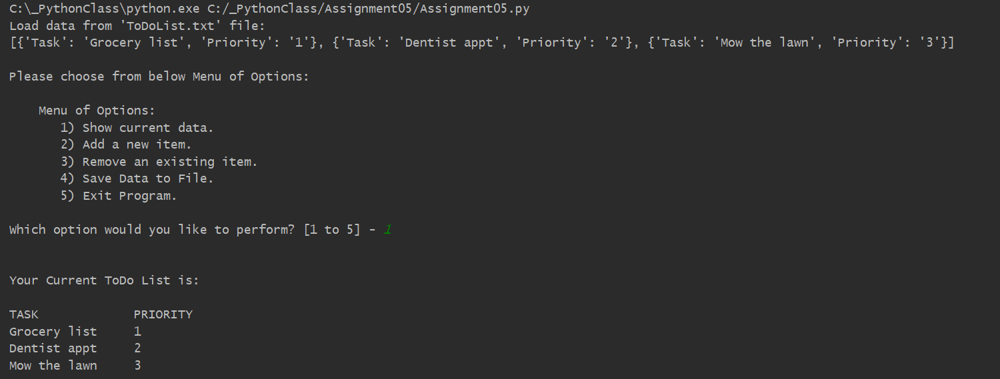 C:\_PythonClass\python.exe C:/_PythonClass/Assignment05/Assignment05.py
Load data from 'ToDoList.txt' file:
[{'Task': 'Grocery list', 'Priority': '1'}, {'Task': 'Dentist appt', 'Priority': '2'}, {'Task': 'Mow the lawn', 'Priority': '3'}]
Please choose from below Menu of Options:
Menu of Options:
1) Show current data.
2) Add a new item.
3) Remove an existing item.
4) Save Data to File.
5) Exit Program.
Which option would you like to perform? [1 to 5] - 1
Your Current ToDo List is:
TASK PRIORITY
Grocery list 1
Dentist appt 2
Mow the lawn 3